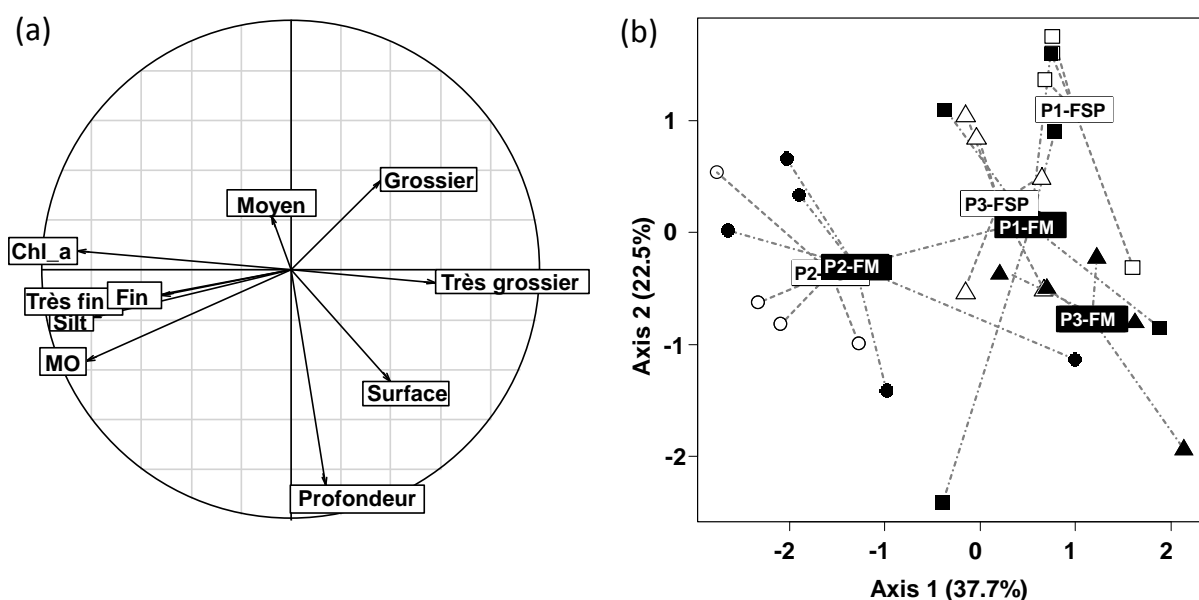 (a)
Grossier
Moyen
Chl_a
Très grossier
Très fin
Fin
Silt
MO
Surface
Profondeur
(b)
P1-FSP
P3-FSP
P1-FM
P2-
P2-FM
P3-FM
1
0
-1
-2
Axis 2 (22.5%)
-2
-1
0
1
2
Axis 1 (37.7%)